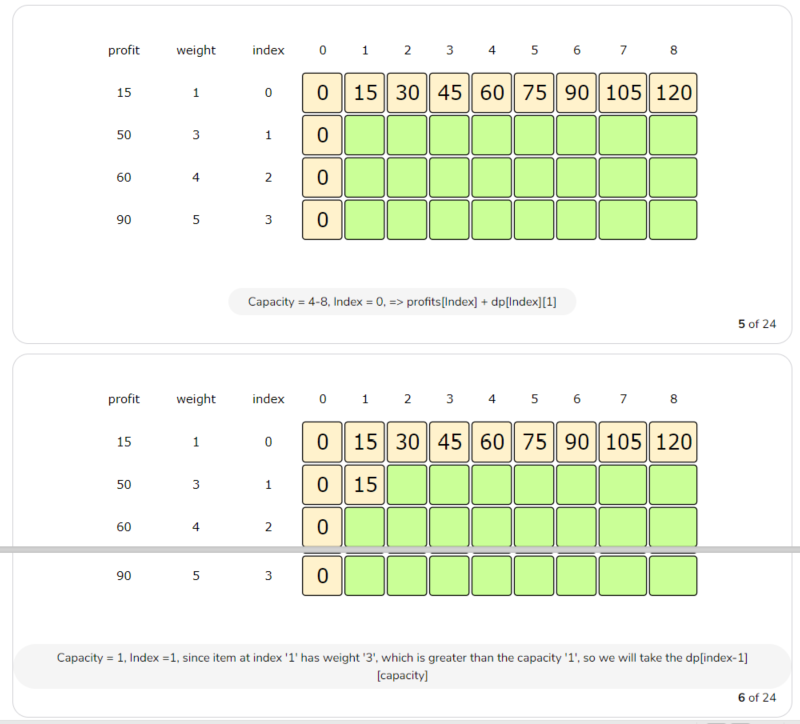 profit weight index 0 1 2 3 4 5 6 7 8
15 1 0 0 15 30 45 60 75 90 105 120
50 3 1 0
60 4 2 0
90 5 3 0
Capacity = 4-8, Index = 0, => profits[Index] + dp[Index][1]
5 of 24
profit weight index 0 1 2 3 4 5 6 7 8
15 1 0 0 15 30 45 60 75 90 105 120
50 3 1 0 15
60 4 2 0
90 5 3 0
Capacity = 1, Index =1, since item at index '1' has weight '3', which is greater than the capacity '1', so we will take the dp[index-1]
[capacity]
6 of 24